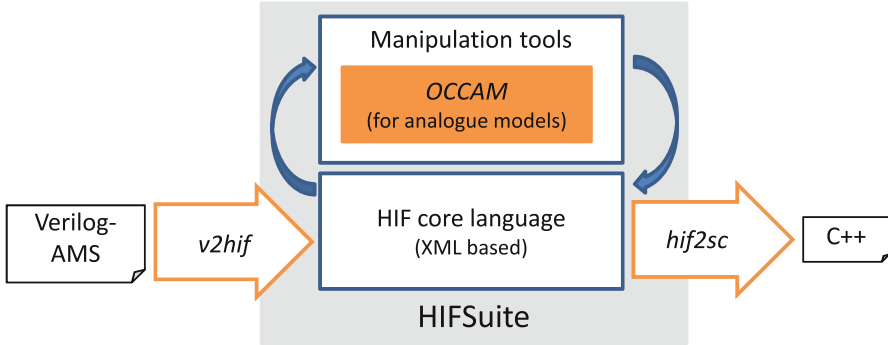 Manipulation tools
OCCAM
(for analogue models)
Verilog-
AMS
v2hif
HIF core language
(XML based)
hif2sc
C++
HIFSuite